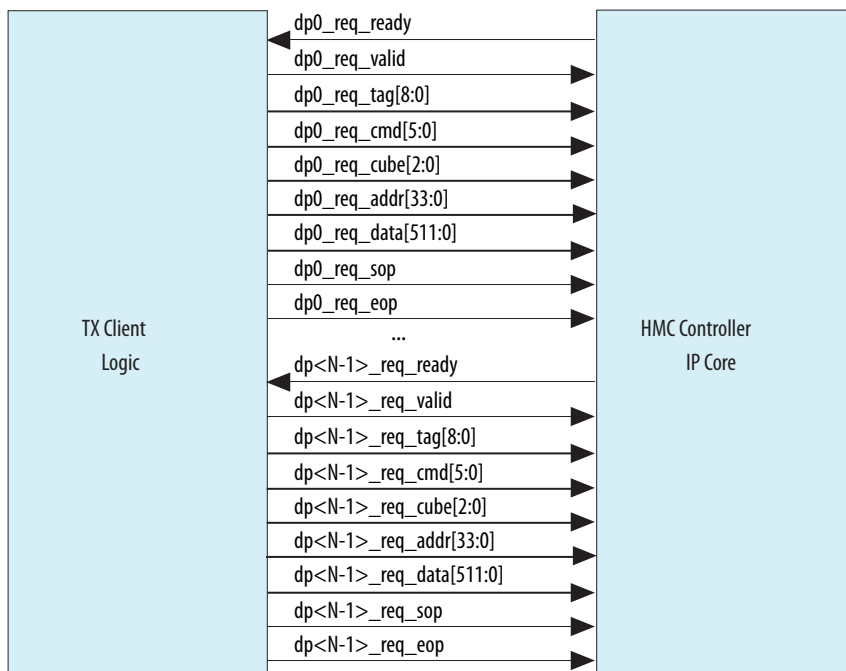 dp0_req_ready
dp0_req_valid
dp0_req_tag[8:0]
dp0_req_cmd[5:0]
dp0_req_cube[2:0]
dp0_req_addr[33:0]
dp0_req_data[511:0]
dp0_req_sop
dp0_req_eop
...
TX Client
Logic
HMC Controller
IP Core
dp<N-1>_req_ready
dp<N-1>_req_valid
dp<N-1>_req_tag[8:0]
dp<N-1>_req_cmd[5:0]
dp<N-1>_req_cube[2:0]
dp<N-1>_req_addr[33:0]
dp<N-1>_req_data[511:0]
dp<N-1>_req_sop
dp<N-1>_req_eop